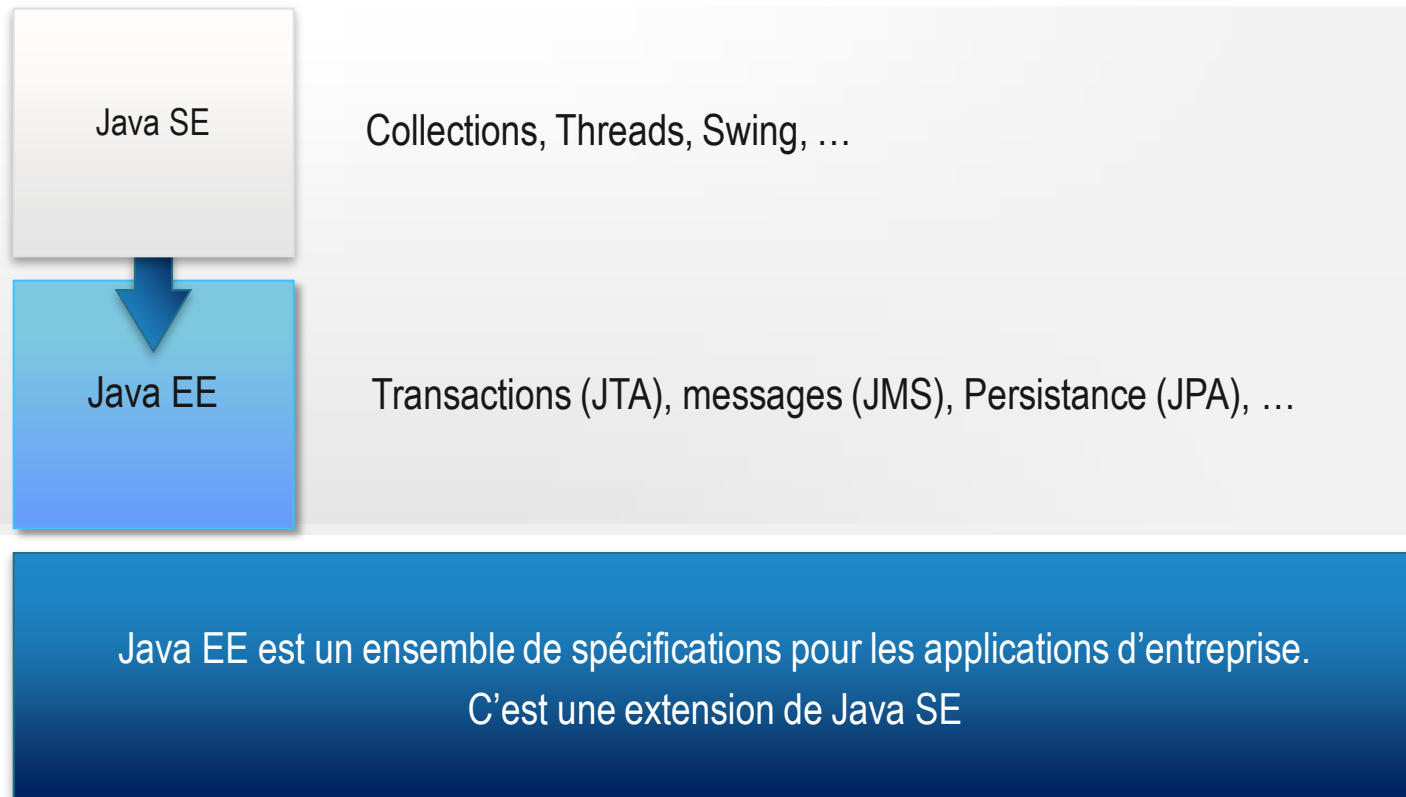 Java SE
Collections, Threads, Swing, …
Java EE
Transactions (JTA), messages (JMS), Persistance (JPA), …
Java EE est un ensemble de spécifications pour les applications d’entreprise.
C’est une extension de Java SE